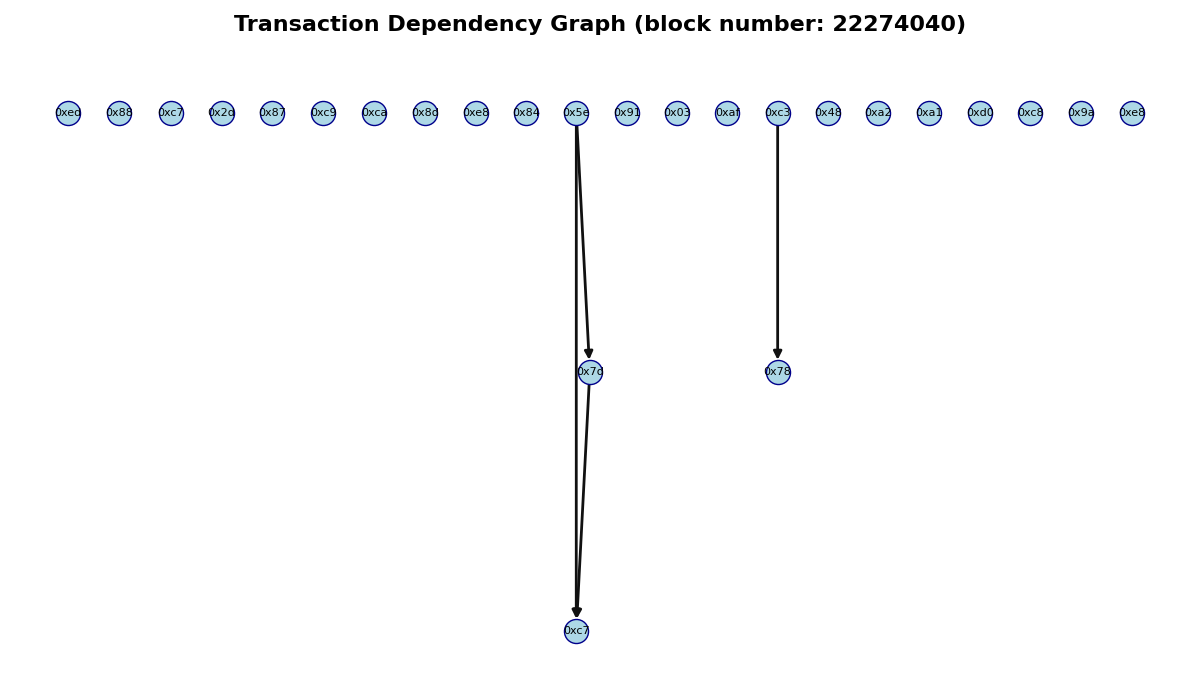 Transaction Dependency Graph (block number: 22274040)
0xed 0x88 0xc7 0x2d 0x87 0xc9 0xca 0x8d 0xe8 0x84 0x5e 0x91 0x03 0xaf 0xc3 0x48 0xa2 0xa1 0xd0 0xc8 0x9a 0xe8
0x7d 0x78
0xc7